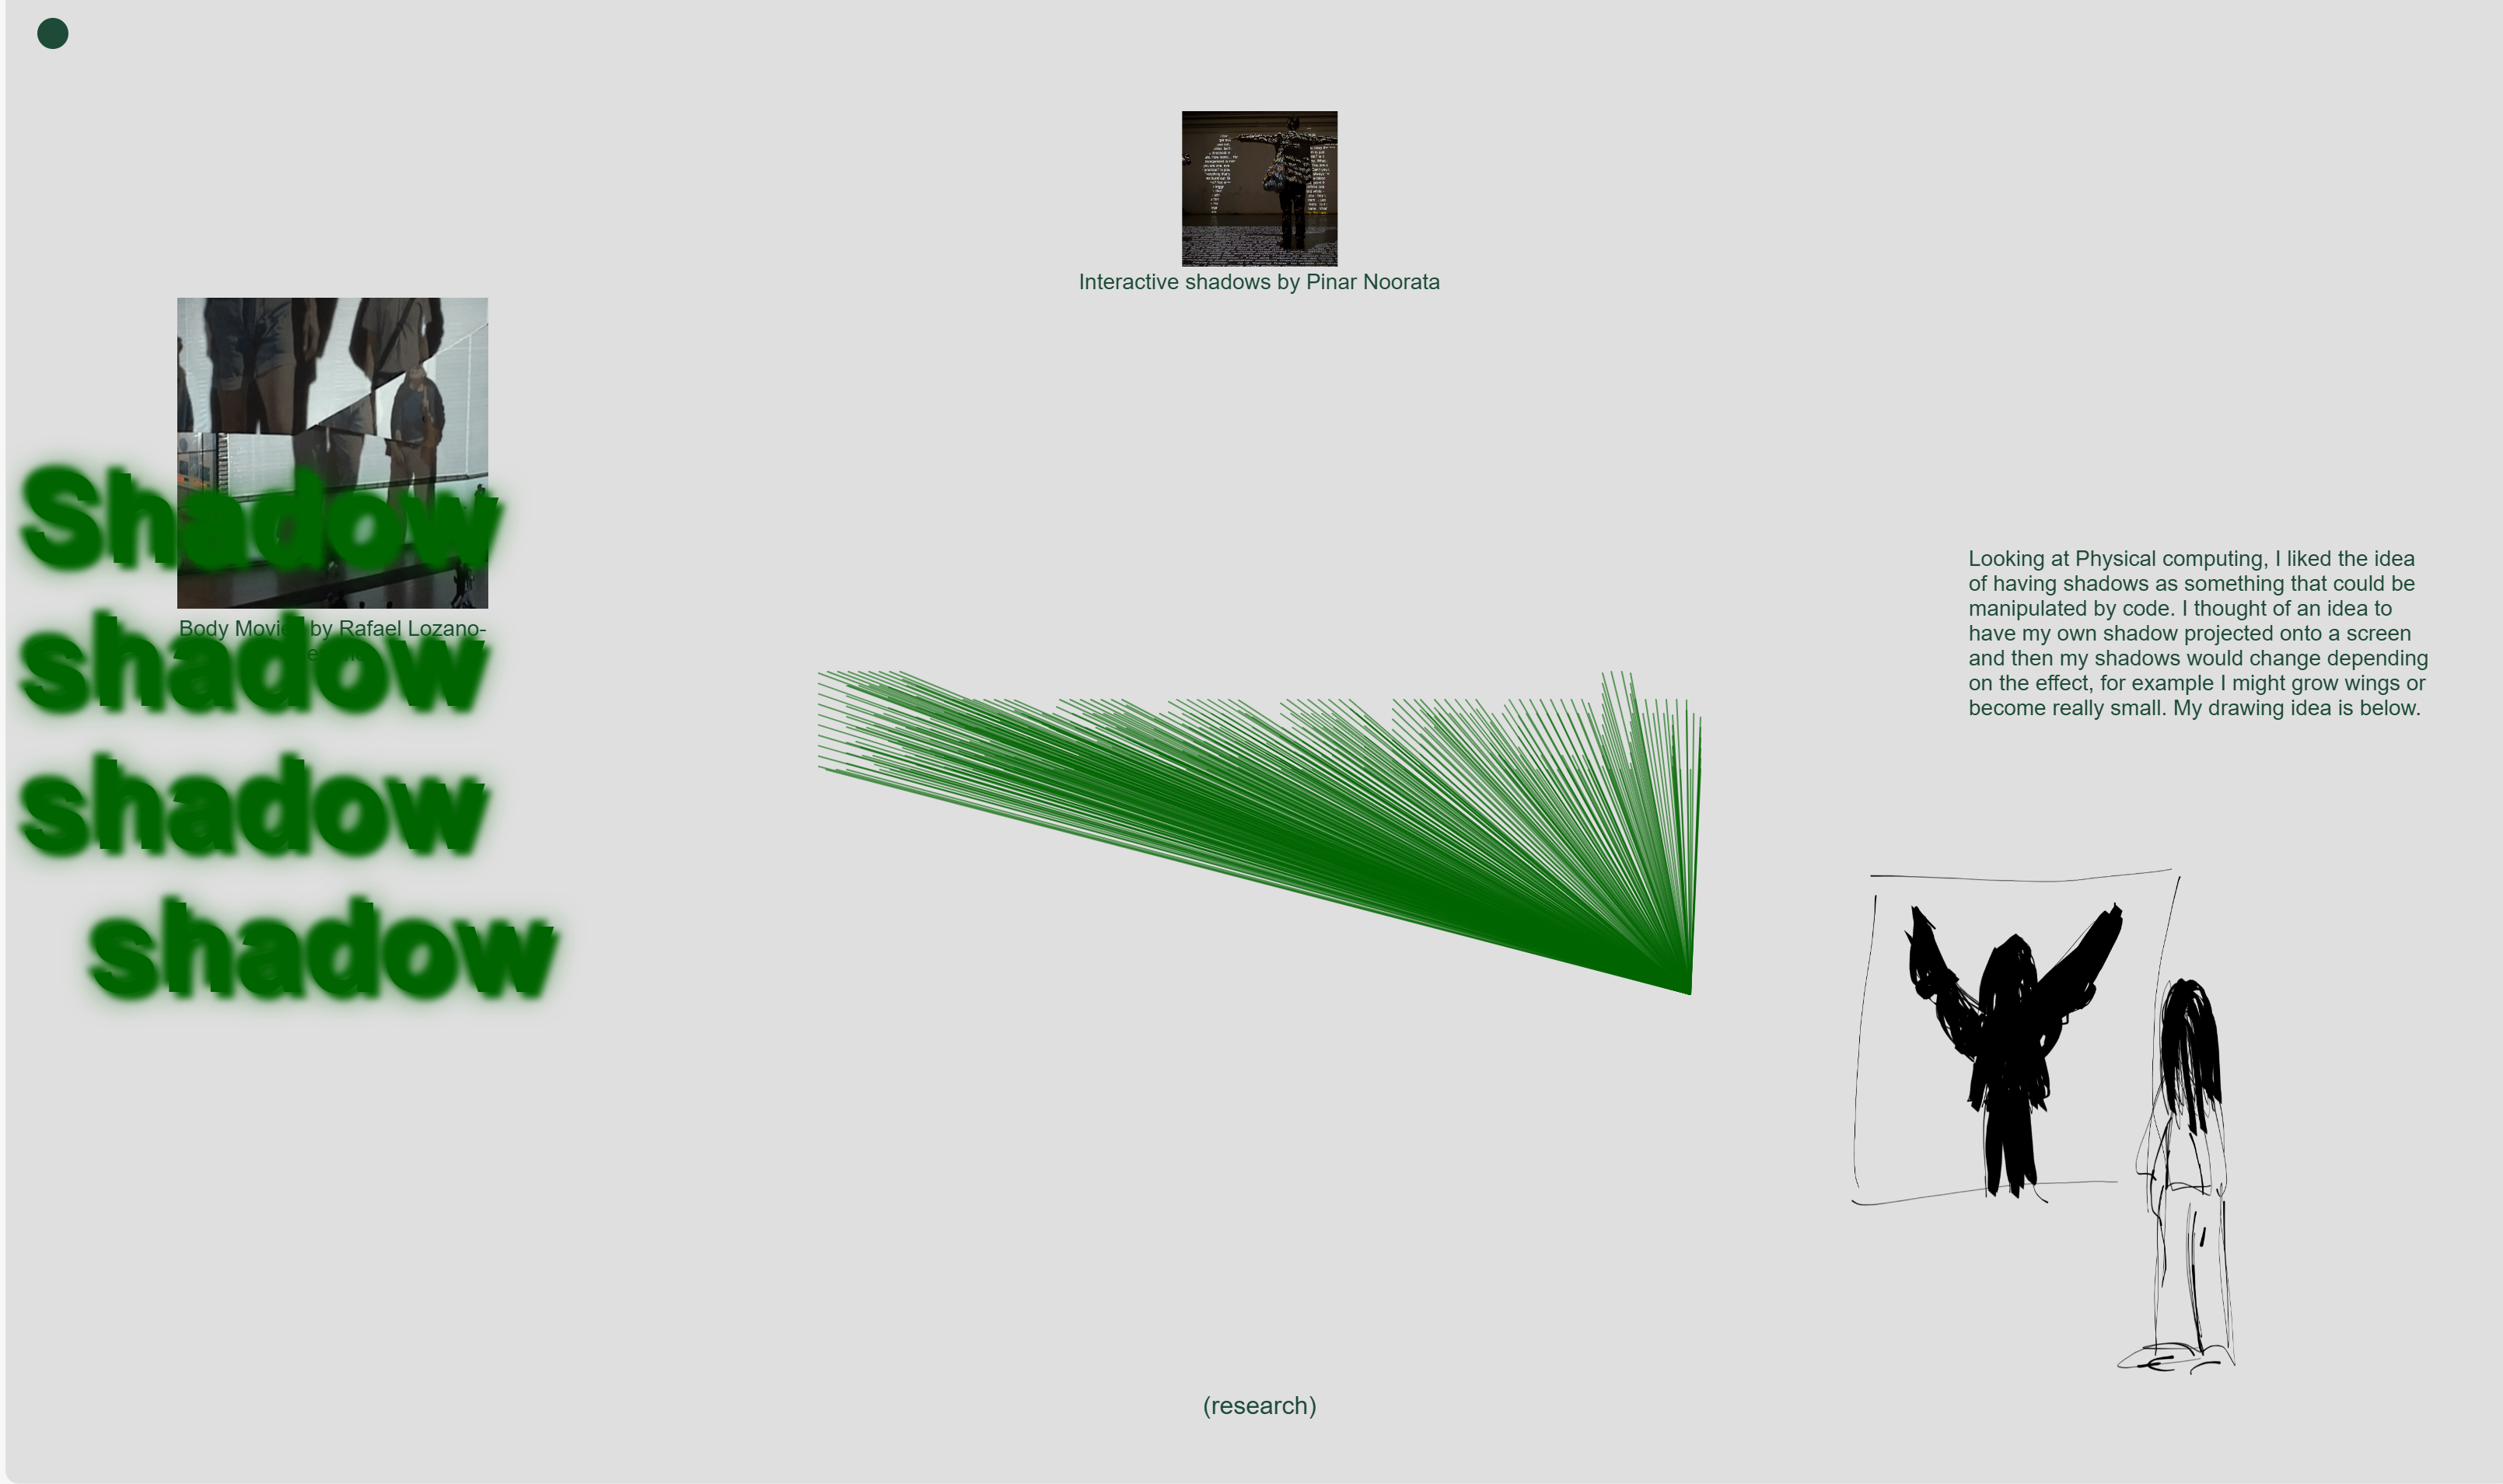 Interactive shadows by Pinar Noorata
Shadow
Body Movie by Rafael Lozano-
shadow
shadow
shadow
Looking at Physical computing, I liked the idea
of having shadows as something that could be
manipulated by code. I thought of an idea to
have my own shadow projected onto a screen
and then my shadows would change depending
on the effect, for example I might grow wings or
become really small. My drawing idea is below.
(research)